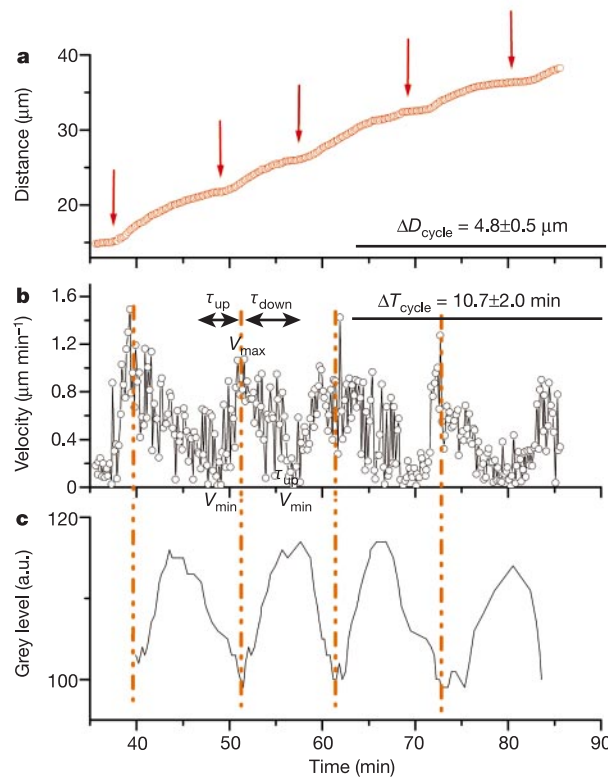 a
40
30
20
Distance (μm)
ΔD_cycle = 4.8±0.5 μm
b
1.6
1.2
0.8
0.4
0
Velocity (μm min⁻¹)
τ_up τ_down
ΔT_cycle = 10.7±2.0 min
V_max
τ_up
V_min V_min
c
120
100
Grey level (a.u.)
40 50 60 70 80 90
Time (min)